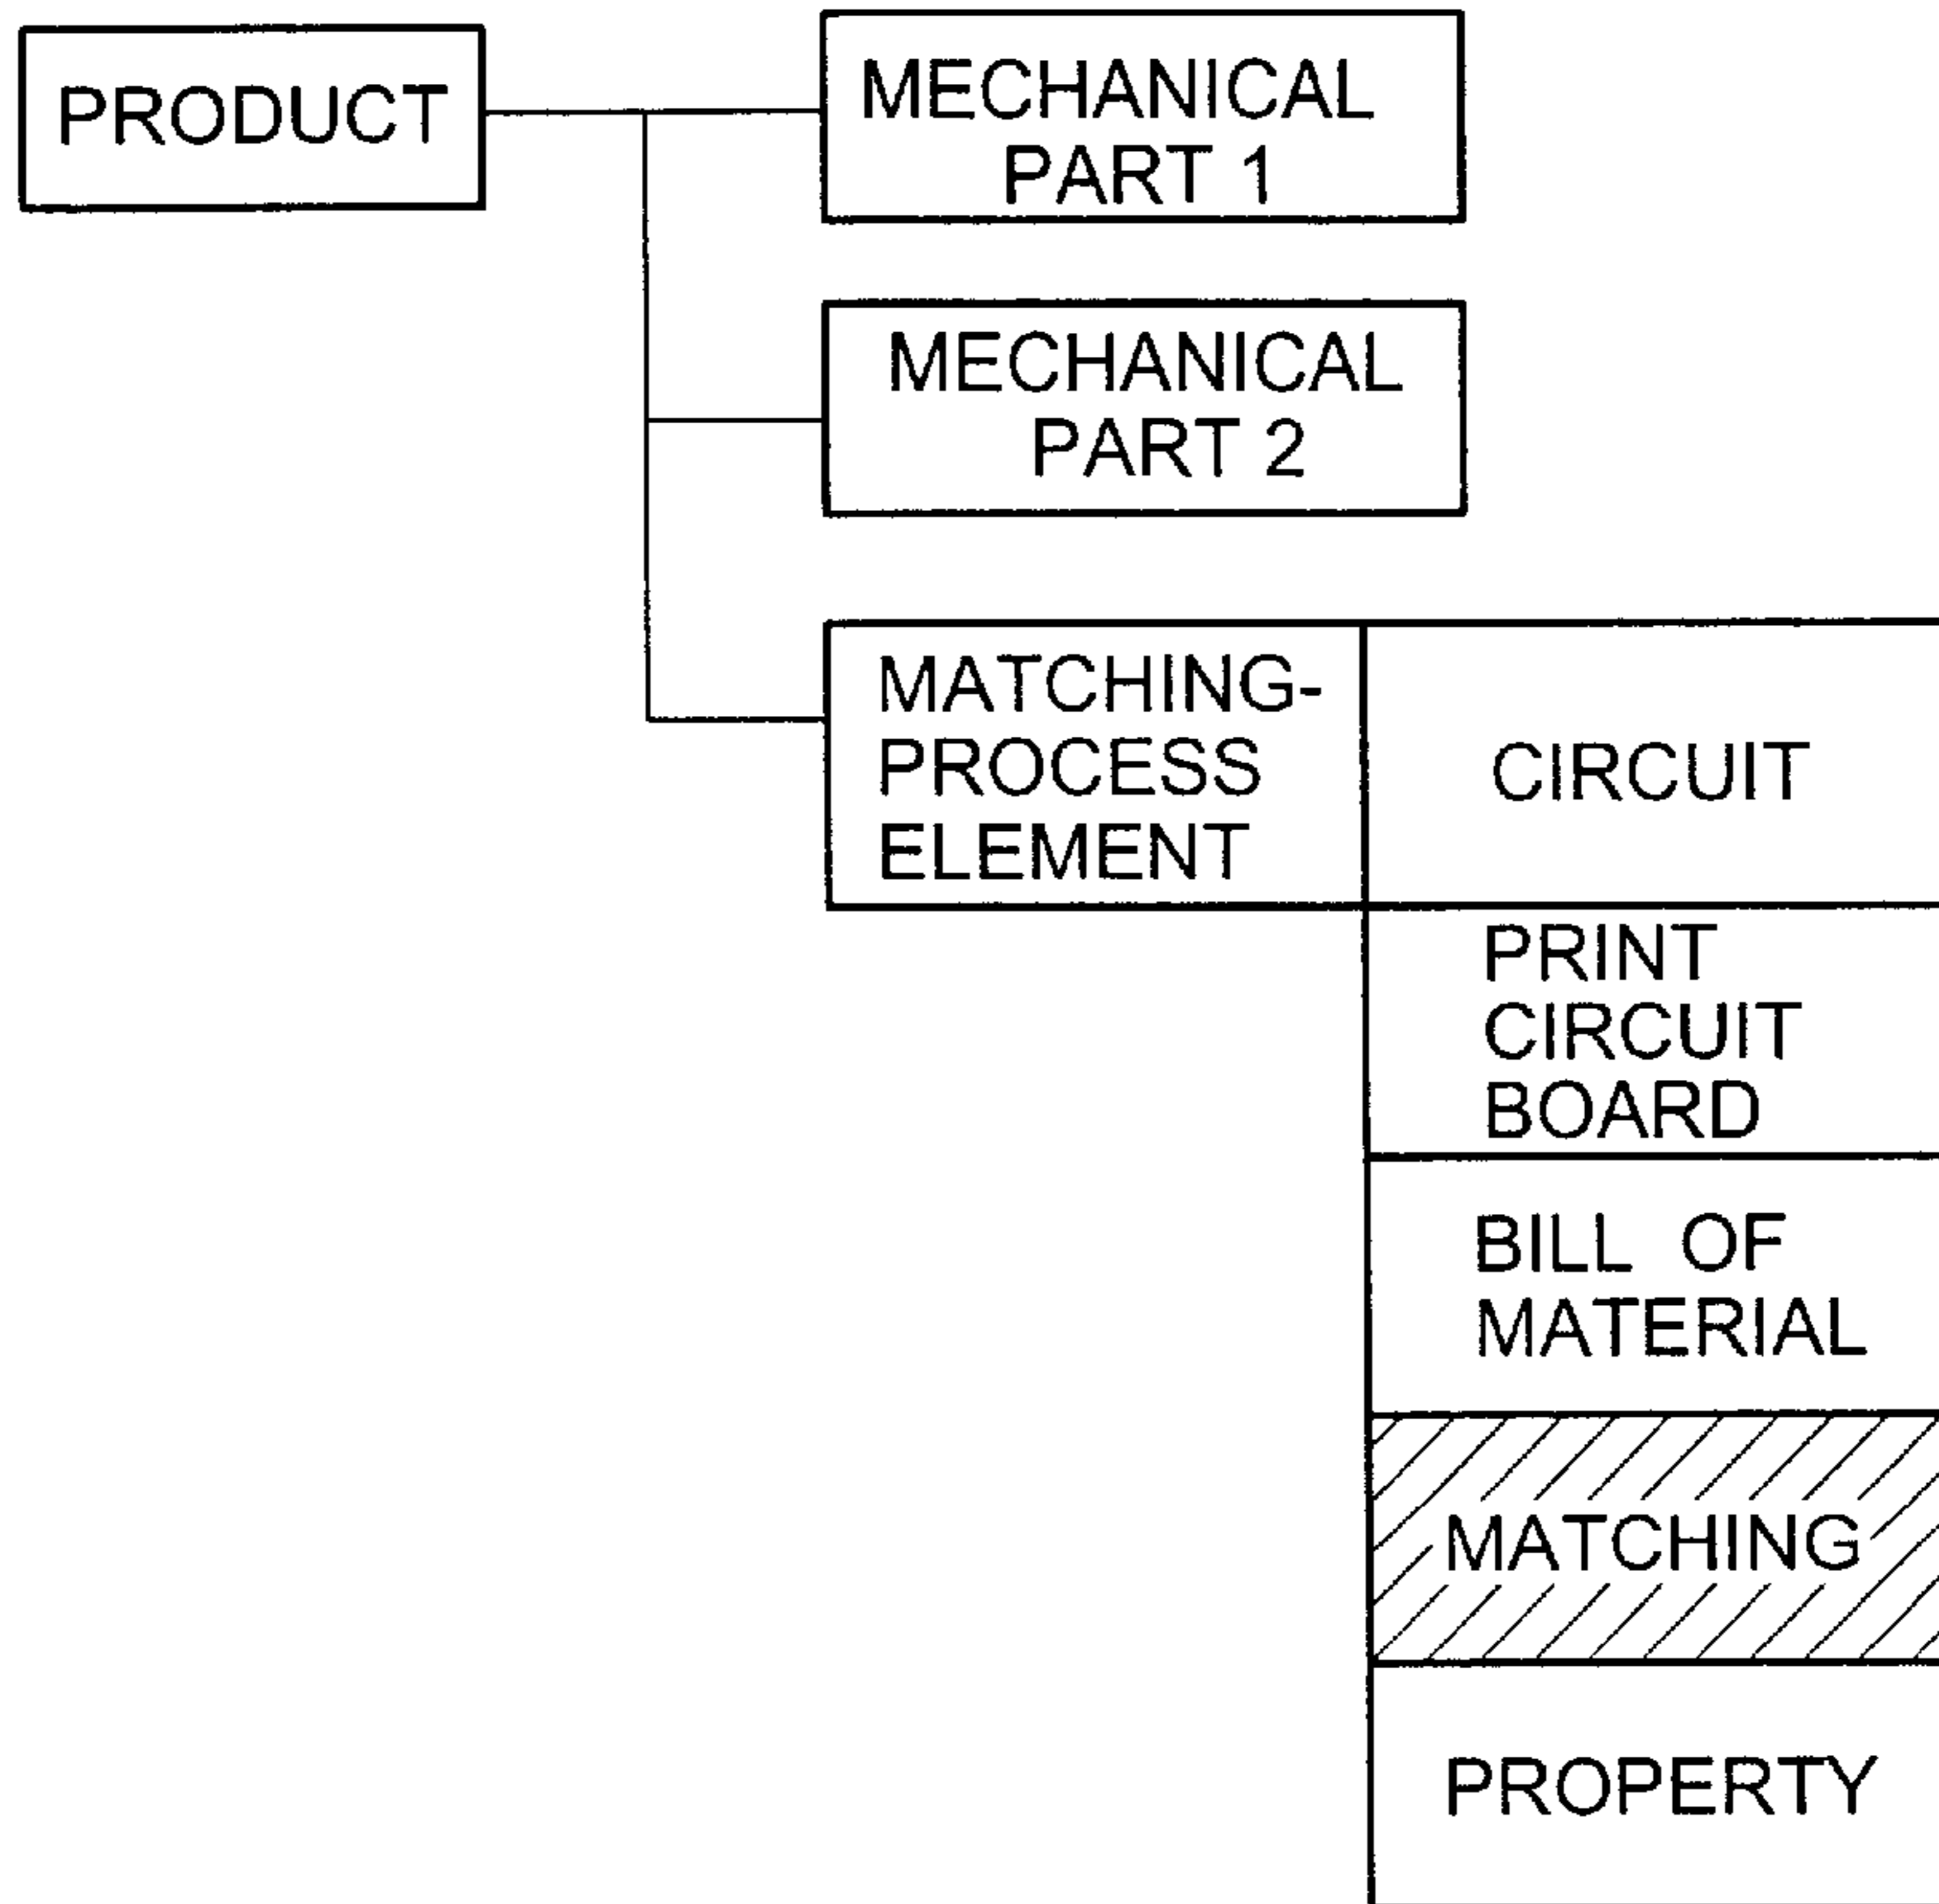 PRODUCT
MECHANICAL
PART 1
MECHANICAL
PART 2
MATCHING-
PROCESS
ELEMENT
CIRCUIT
PRINT
CIRCUIT
BOARD
BILL OF
MATERIAL
MATCHING
PROPERTY